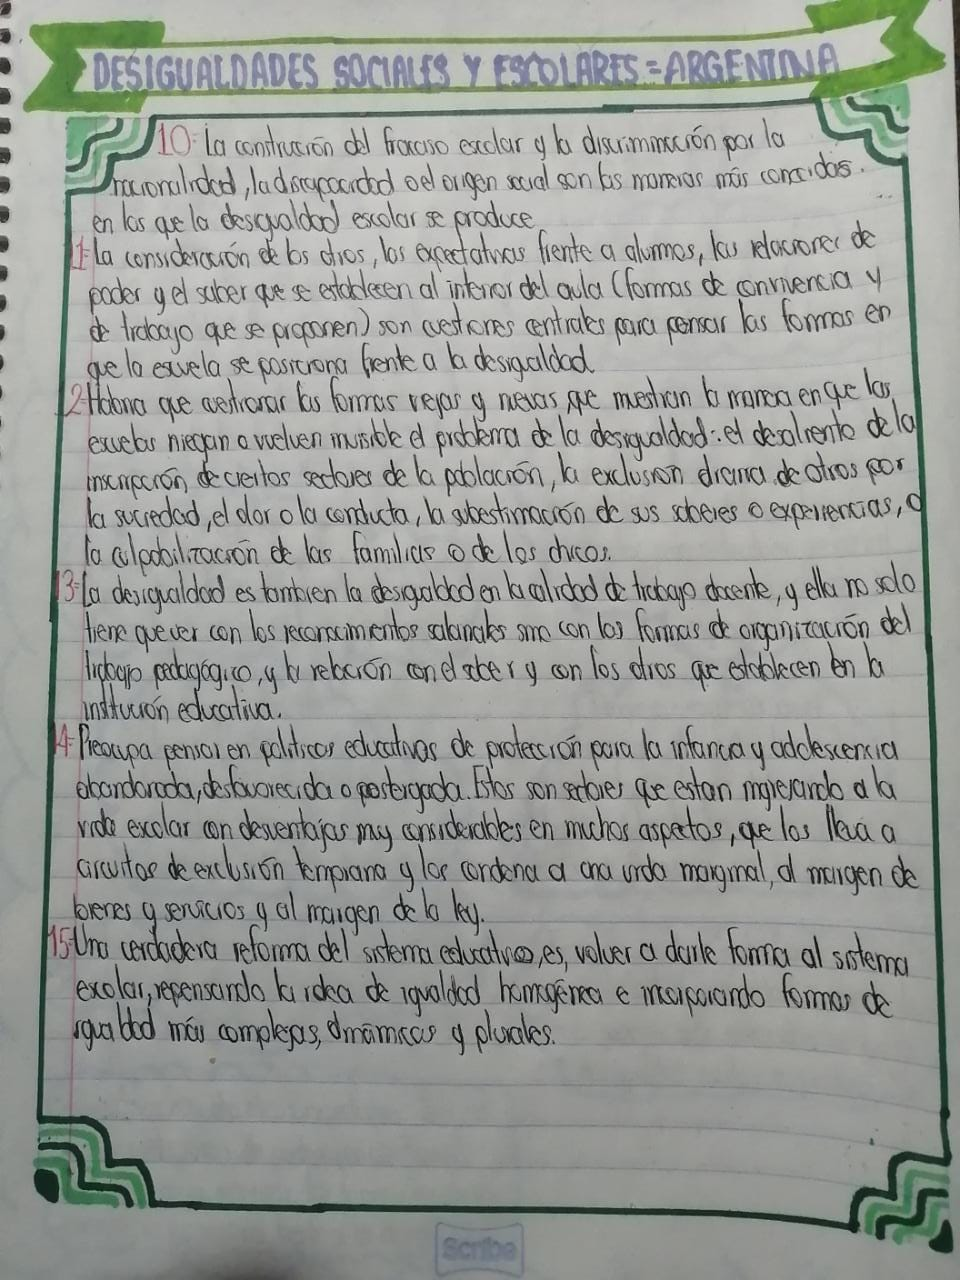 DESIGUALDADES SOCIALES Y ESCOLARES = ARGENTINA
10- La construcción del fracaso escolar y la discriminación por la
nacionalidad, la discapacidad o el origen social son las maneras más conocidas.
en las que la desigualdad escolar se produce
11- La consideración de los otros, las expectativas frente a alumnos, las relaciones de
poder y el saber que se establecen al interior del aula (formas de convivencia y
de trabajo que se proponen) son cuestiones centrales para pensar las formas en
que la escuela se posiciona frente a la desigualdad.
12- Habria que cuestionar las formas viejas y nuevas que muestran la manera en que las
escuelas niegan o vuelven invisible el problema de la desigualdad: el desaliento de la
inscripción de ciertos sectores de la población, la exclusion diaria de otros por
la suciedad, el olor o la conducta, la subestimación de sus saberes o experiencias, o
la culpabilización de las familias o de los chicos.
13- La desigualdad es tambien la desigualdad en la calidad de trabajo docente, y ella no solo
tiene que ver con los reconocimientos salariales sino con las formas de organización del
trabajo pedagógico, y la relación con el saber y con los otros que establecen en la
institución educativa.
14- Preocupa pensar en politicas educativas de protección para la infancia y adolescencia
abandonada, desfavorecida o postergada. Estos son sectores que estan ingresando a la
vida escolar con desventajas muy considerables en muchos aspectos, que los lleva a
circuitos de exclusión temprana y los condena a una vida marginal, al margen de
bienes y servicios y al margen de la ley.
15- Una verdadera reforma del sistema educativo, es, volver a darle forma al sistema
escolar, repensando la idea de igualdad homogénea e incorporando formas de
igualdad más complejas, dinámicas y plurales.
Scribe